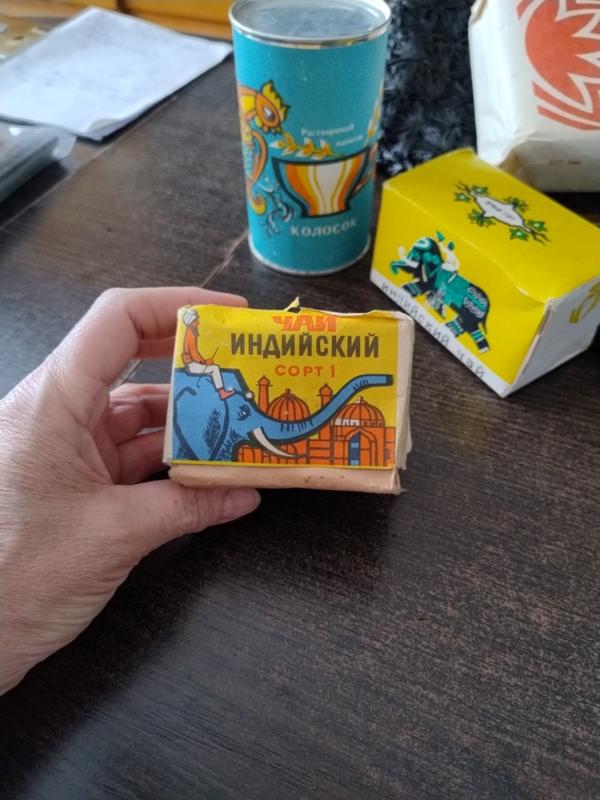 Растворимый
напиток
КОЛОСОК
ИНДИЙСКИЙ ЧАЙ
ЧАЙ
ИНДИЙСКИЙ
СОРТ 1